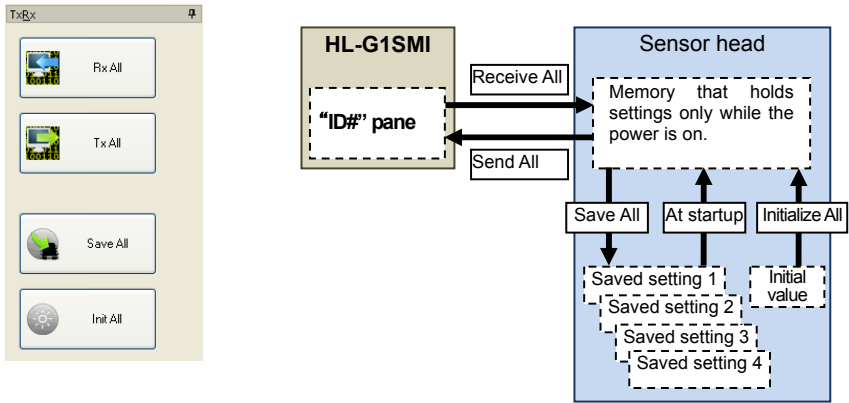 TxRx
Rx All
Tx All
Save All
Init All
HL-G1SMI
"ID#" pane
Receive All
Send All
Sensor head
Memory that holds
settings only while the
power is on.
Save All
At startup
Initialize All
Saved setting 1
Saved setting 2
Saved setting 3
Saved setting 4
Initial
value